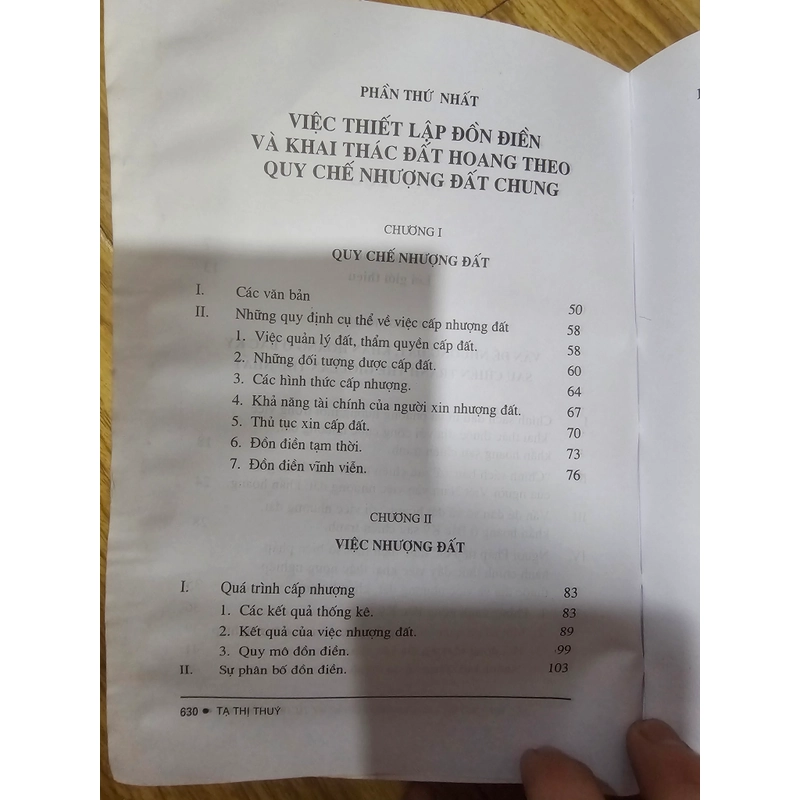 PHẦN THỨ NHẤT
VIỆC THIẾT LẬP ĐỒN ĐIỀN
VÀ KHAI THÁC ĐẤT HOANG THEO
QUY CHẾ NHƯỢNG ĐẤT CHUNG
CHƯƠNG I
QUY CHẾ NHƯỢNG ĐẤT
I. Các văn bản 50
II. Những quy định cụ thể về việc cấp nhượng đất 58
1. Việc quản lý đất, thẩm quyền cấp đất. 58
2. Những đối tượng được cấp đất. 60
3. Các hình thức cấp nhượng. 64
4. Khả năng tài chính của người xin nhượng đất. 67
5. Thủ tục xin cấp đất. 70
6. Đồn điền tạm thời. 73
7. Đồn điền vĩnh viễn. 76
CHƯƠNG II
VIỆC NHƯỢNG ĐẤT
I. Quá trình cấp nhượng 83
1. Các kết quả thống kê. 83
2. Kết quả của việc nhượng đất. 89
3. Quy mô đồn điền. 99
II. Sự phân bố đồn điền. 103
630 • TẠ THỊ THUÝ